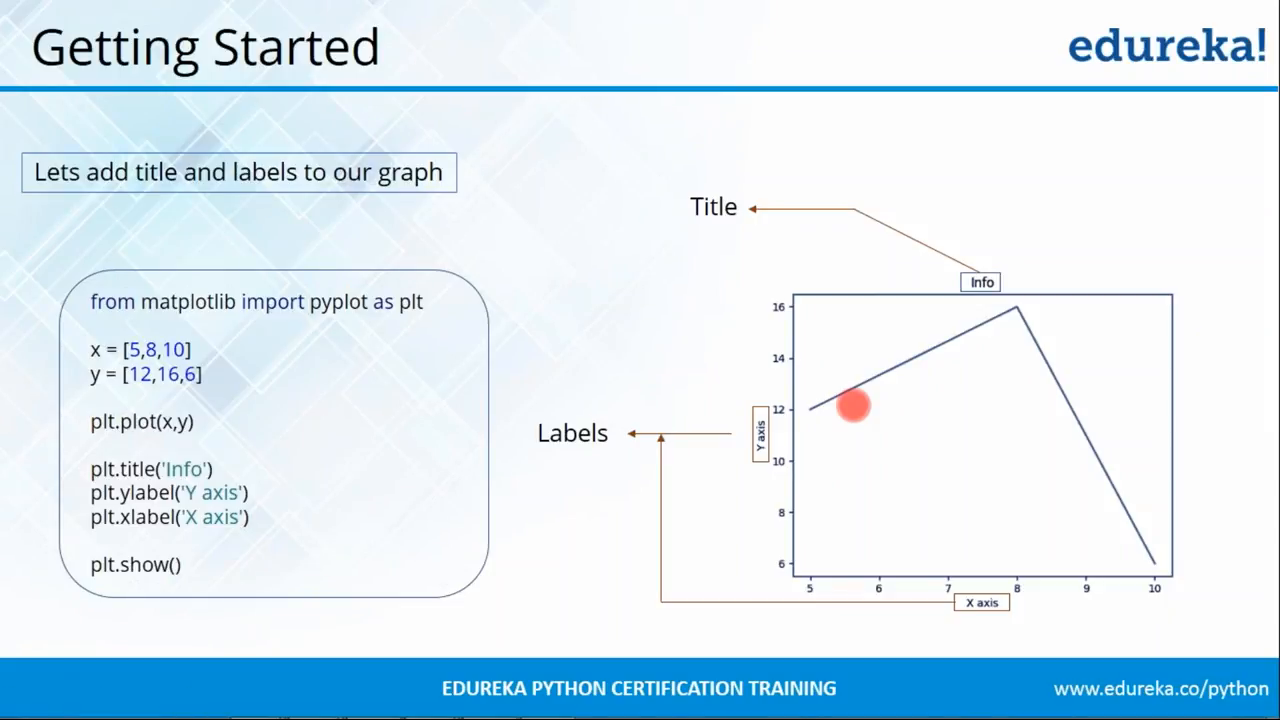 Getting Started
edureka!
Lets add title and labels to our graph
from matplotlib import pyplot as plt
x = [5,8,10]
y = [12,16,6]
plt.plot(x,y)
plt.title('Info')
plt.ylabel('Y axis')
plt.xlabel('X axis')
plt.show()
Title
Info
Labels
Y axis
16
14
12
10
8
6
5 6 7 8 9 10
X axis
EDUREKA PYTHON CERTIFICATION TRAINING
www.edureka.co/python